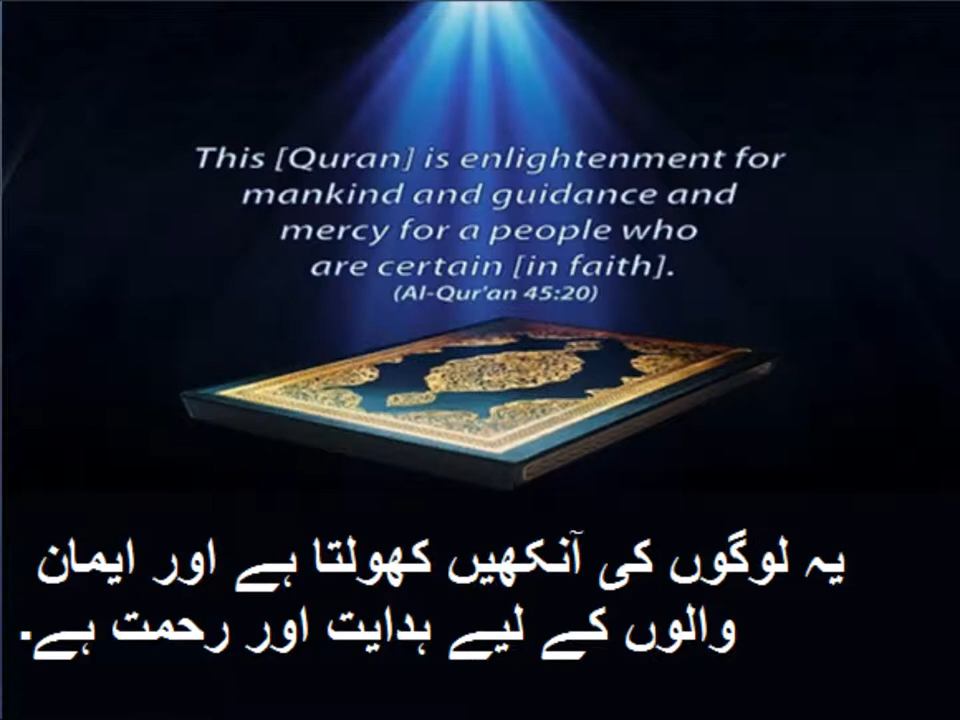 This [Quran] is enlightenment for
mankind and guidance and
mercy for a people who
are certain [in faith].
(Al-Qur'an 45:20)
یہ لوگوں کی آنکھیں کھولتا ہے اور ایمان
والوں کے لیے ہدایت اور رحمت ہے.